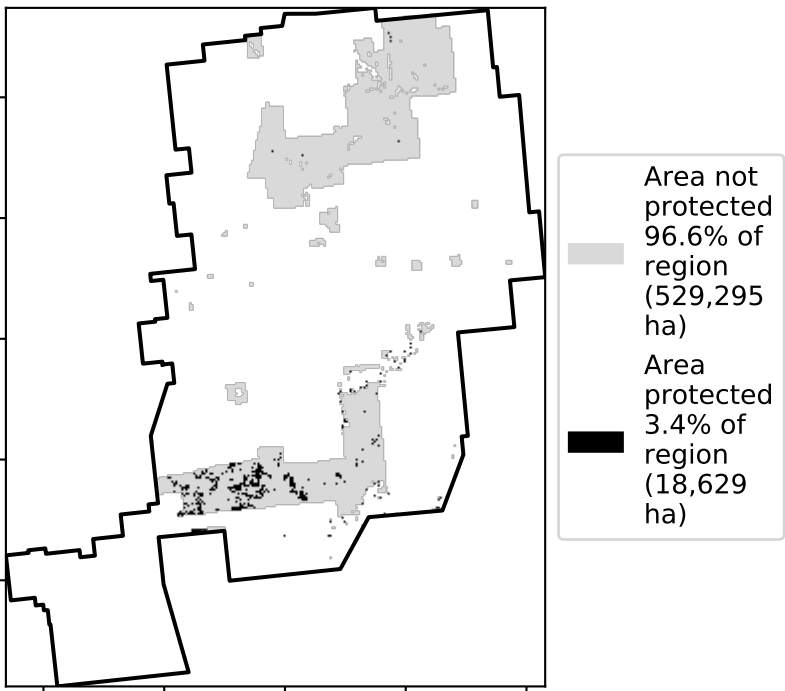 Area not
protected
96.6% of
region
(529,295
ha)
Area
protected
3.4% of
region
(18,629
ha)